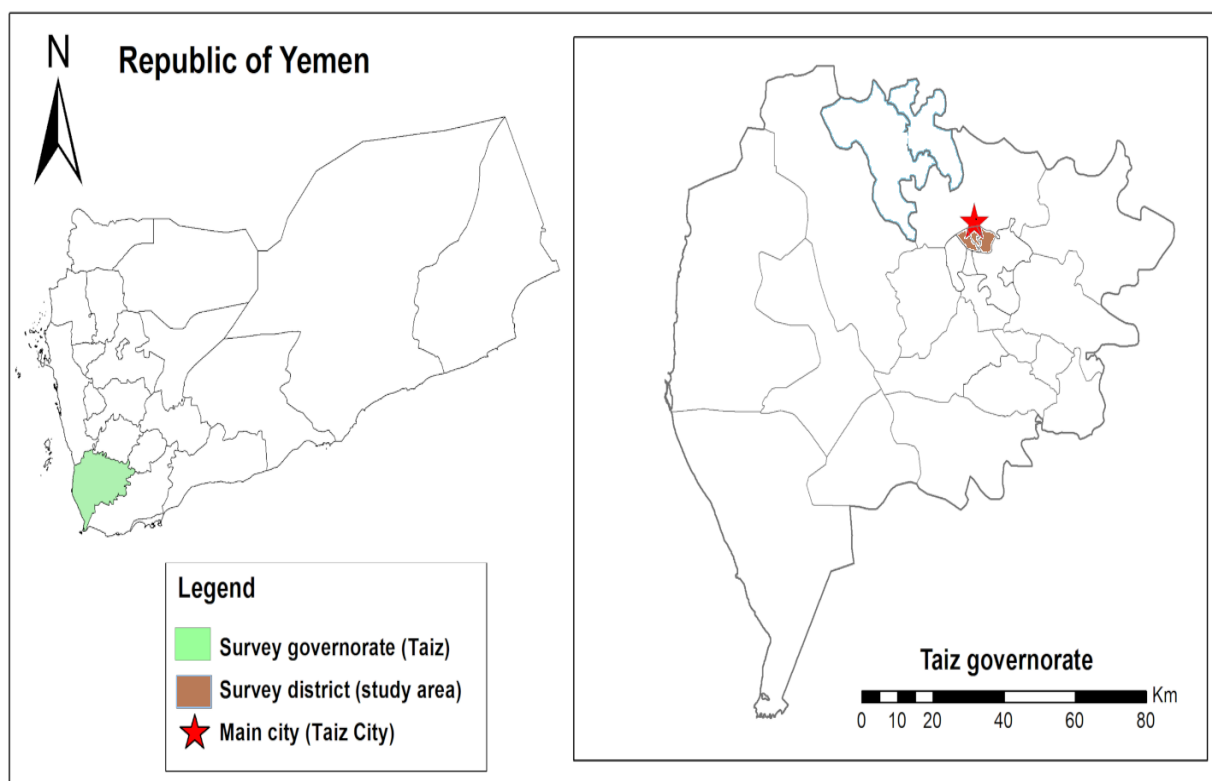 N
Republic of Yemen
Legend
Survey governorate (Taiz)
Survey district (study area)
Main city (Taiz City)
Taiz governorate
Km
0 10 20 40 60 80